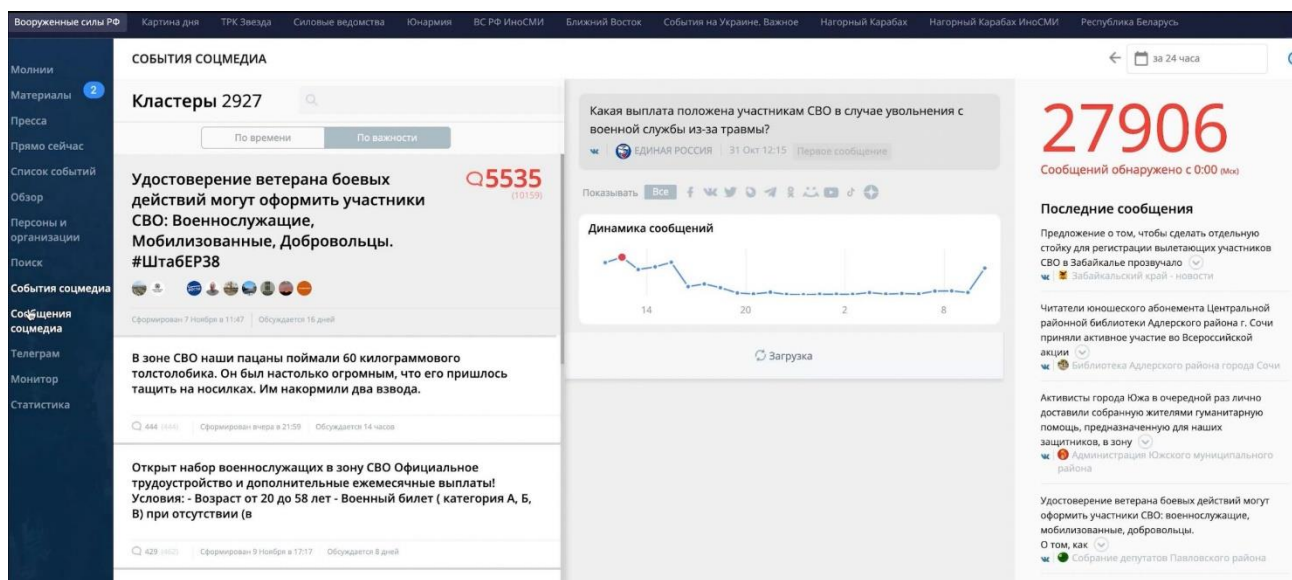 Вооруженные силы РФ Картина дня ТРК Звезда Силовые ведомства Юнармия ВС РФ ИноСМИ Ближний Восток События на Украине. Важное Нагорный Карабах Нагорный Карабах ИноСМИ Республика Беларусь
Молнии
Материалы 2
Пресса
Прямо сейчас
Список событий
Обзор
Персоны и
организации
Поиск
События соцмедиа
Сообщения
соцмедиа
Телеграм
Монитор
Статистика
СОБЫТИЯ СОЦМЕДИА
за 24 часа
Кластеры 2927
По времени По важности
Удостоверение ветерана боевых
действий могут оформить участники
СВО: Военнослужащие,
Мобилизованные, Добровольцы.
#ШтабЕР38
5535
(10159)
Сформирован 7 Ноября в 11:47 Обсуждается 16 дней
В зоне СВО наши пацаны поймали 60 килограммового
толстолобика. Он был настолько огромным, что его пришлось
тащить на носилках. Им накормили два взвода.
444 (444) Сформирован вчера в 21:59 Обсуждается 14 часов
Открыт набор военнослужащих в зону СВО Официальное
трудоустройство и дополнительные ежемесячные выплаты!
Условия: - Возраст от 20 до 58 лет - Военный билет ( категория А, Б,
В) при отсутствии (в
429 Сформирован 9 Ноября в 17:17 Обсуждается 8 дней
Какая выплата положена участникам СВО в случае увольнения с
военной службы из-за травмы?
ЕДИНАЯ РОССИЯ 31 Окт 12:15 Первое сообщение
Показывать Все
Динамика сообщений
14 20 2 8
Загрузка
27906
Сообщений обнаружено с 0:00 (Мск)
Последние сообщения
Предложение о том, чтобы сделать отдельную
стойку для регистрации вылетающих участников
СВО в Забайкалье прозвучало
Забайкальский край - новости
Читатели юношеского абонемента Центральной
районной библиотеки Адлерского района г. Сочи
приняли активное участие во Всероссийской
акции
Библиотека Адлерского района города Сочи
Активисты города Южа в очередной раз лично
доставили собранную жителями гуманитарную
помощь, предназначенную для наших
защитников, в зону
Администрация Южского муниципального
района
Удостоверение ветерана боевых действий могут
оформить участники СВО: военнослужащие,
мобилизованные, добровольцы.
О том, как
Собрание депутатов Павловского района